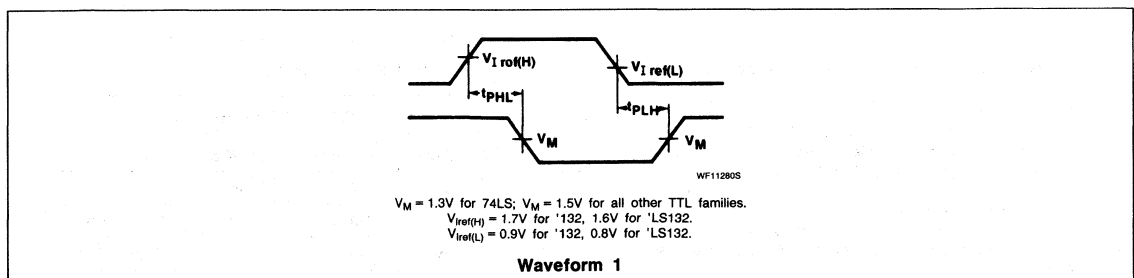 V_I rof(H)
V_I ref(L)
t_PHL
t_PLH
V_M
V_M
WF11280S
V_M = 1.3V for 74LS; V_M = 1.5V for all other TTL families.
V_Iref(H) = 1.7V for '132, 1.6V for 'LS132.
V_Iref(L) = 0.9V for '132, 0.8V for 'LS132.
Waveform 1